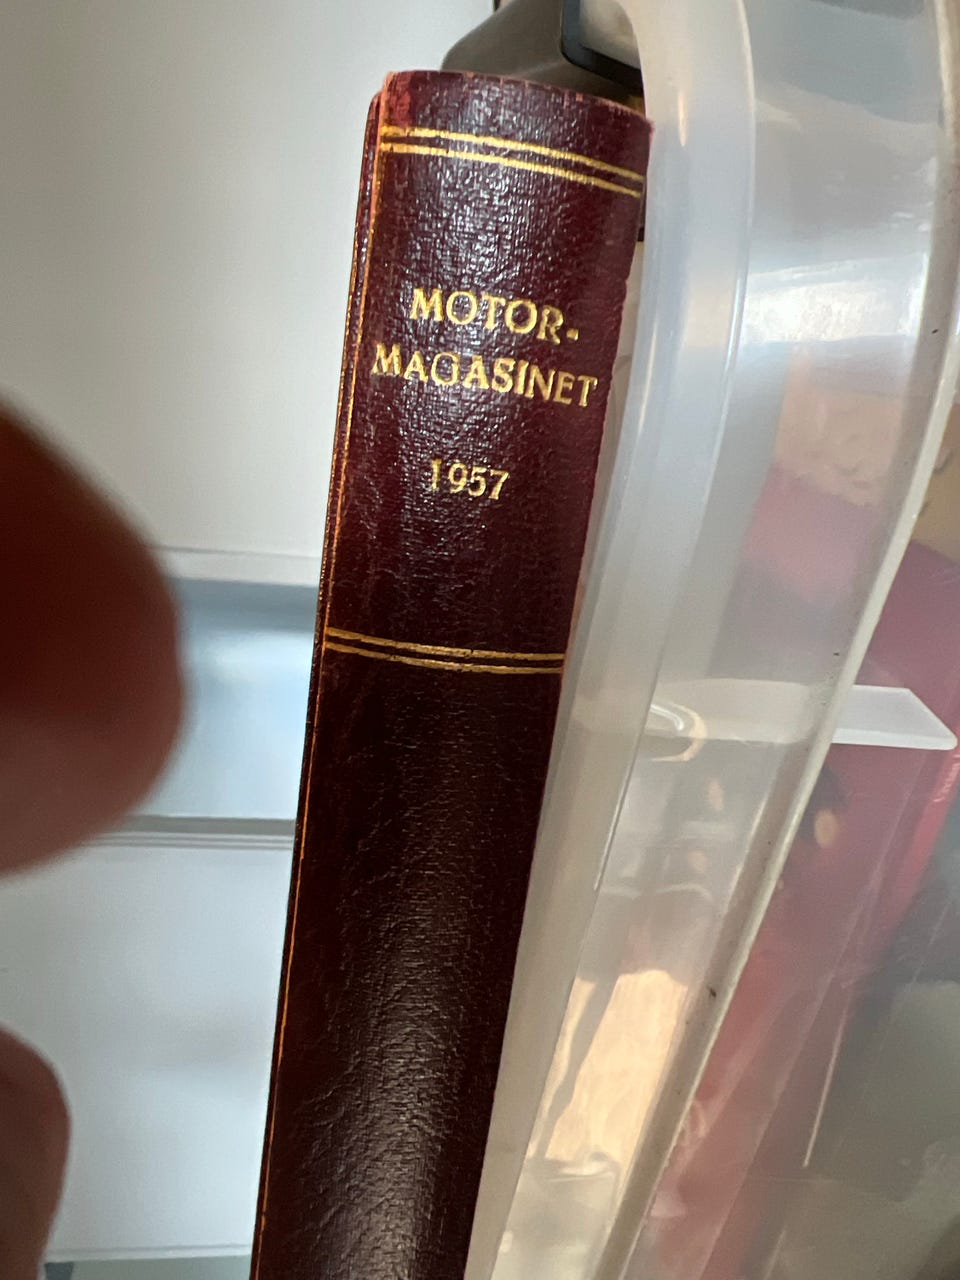 MOTOR-
MAGASINET
1957